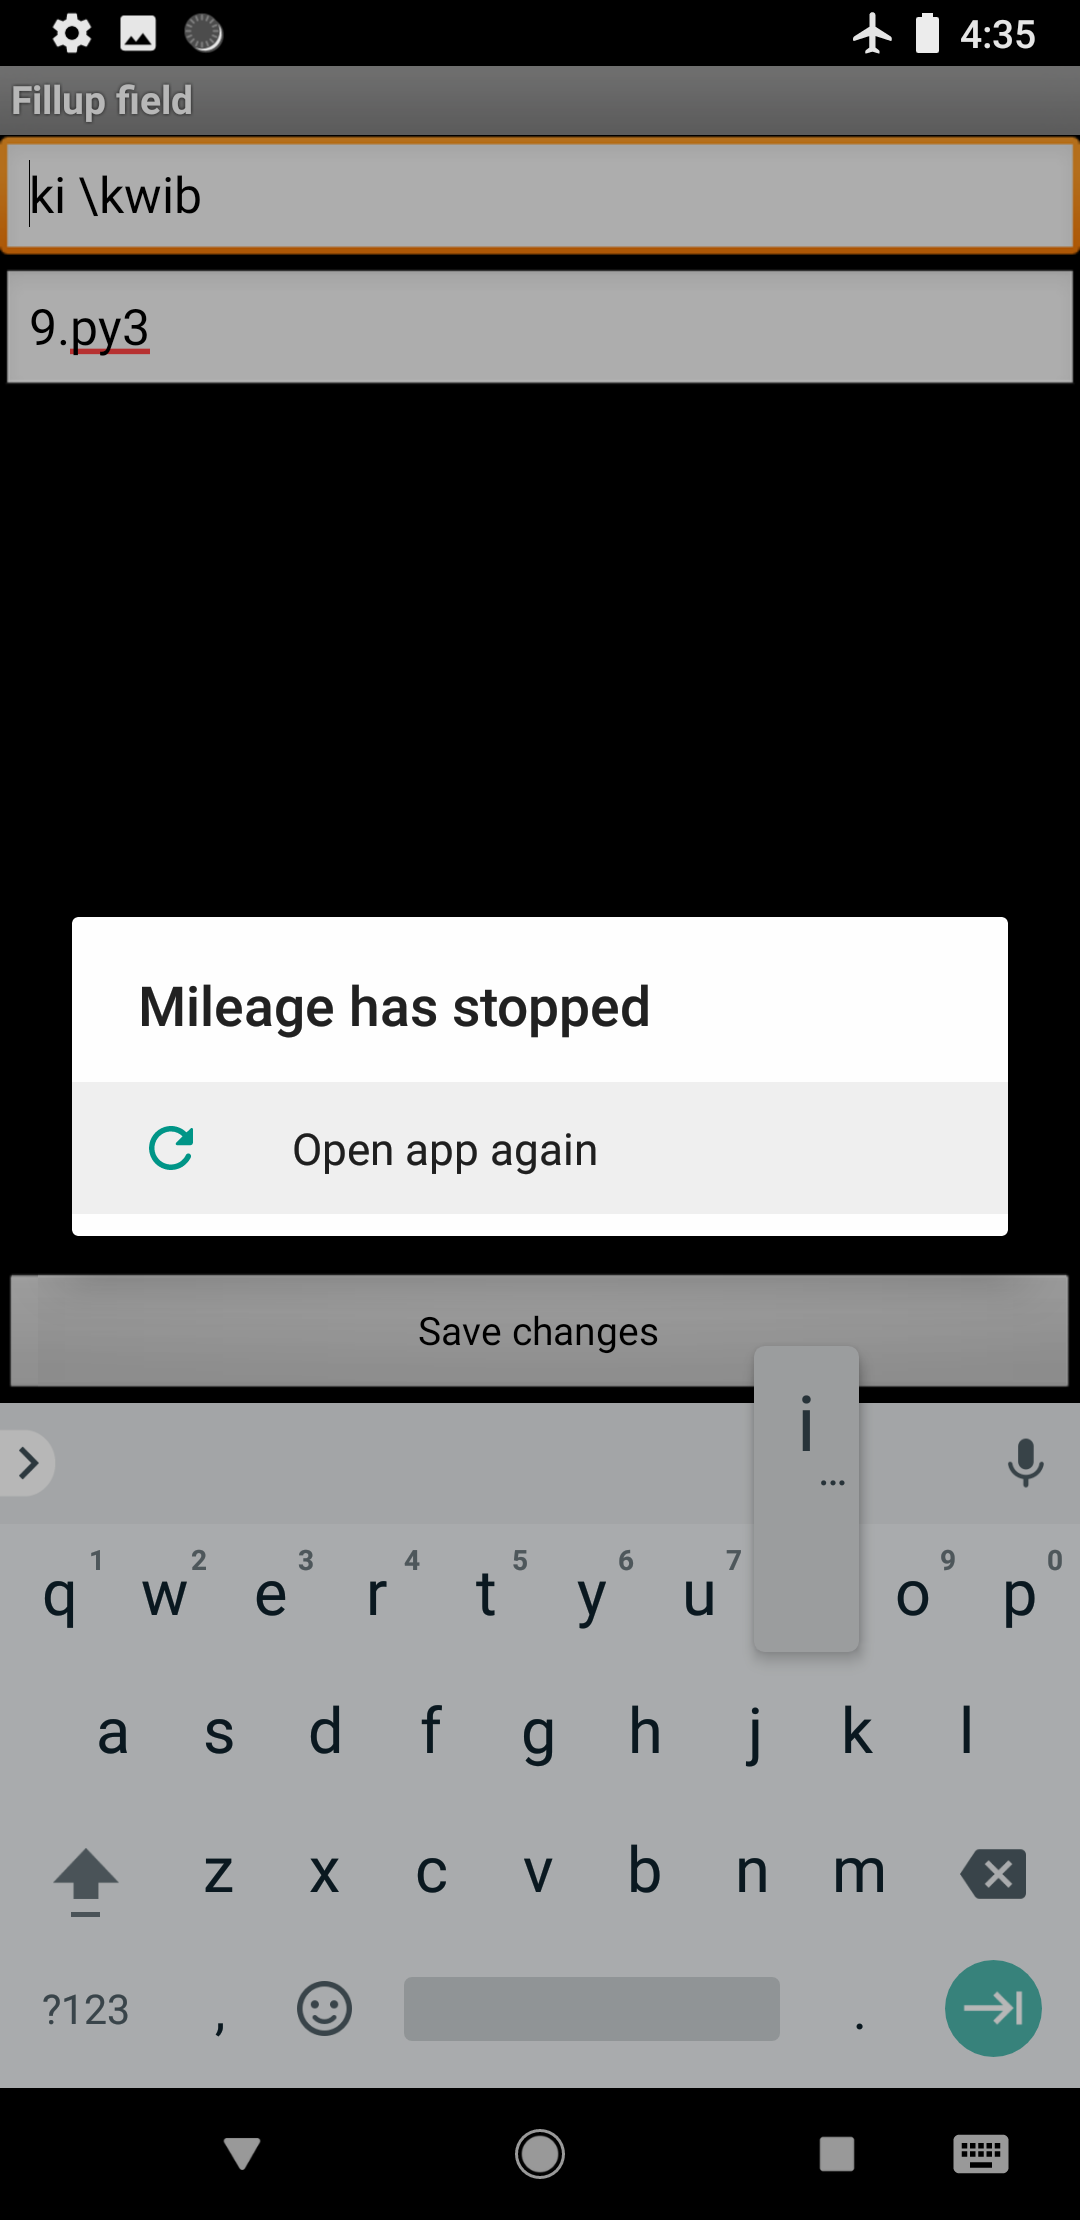 4:35
Fillup field
ki \kwib
9.py3
Mileage has stopped
Open app again
Save changes
i
...
1 2 3 4 5 6 7 9 0
q w e r t y u o p
a s d f g h j k l
z x c v b n m
?123 , .